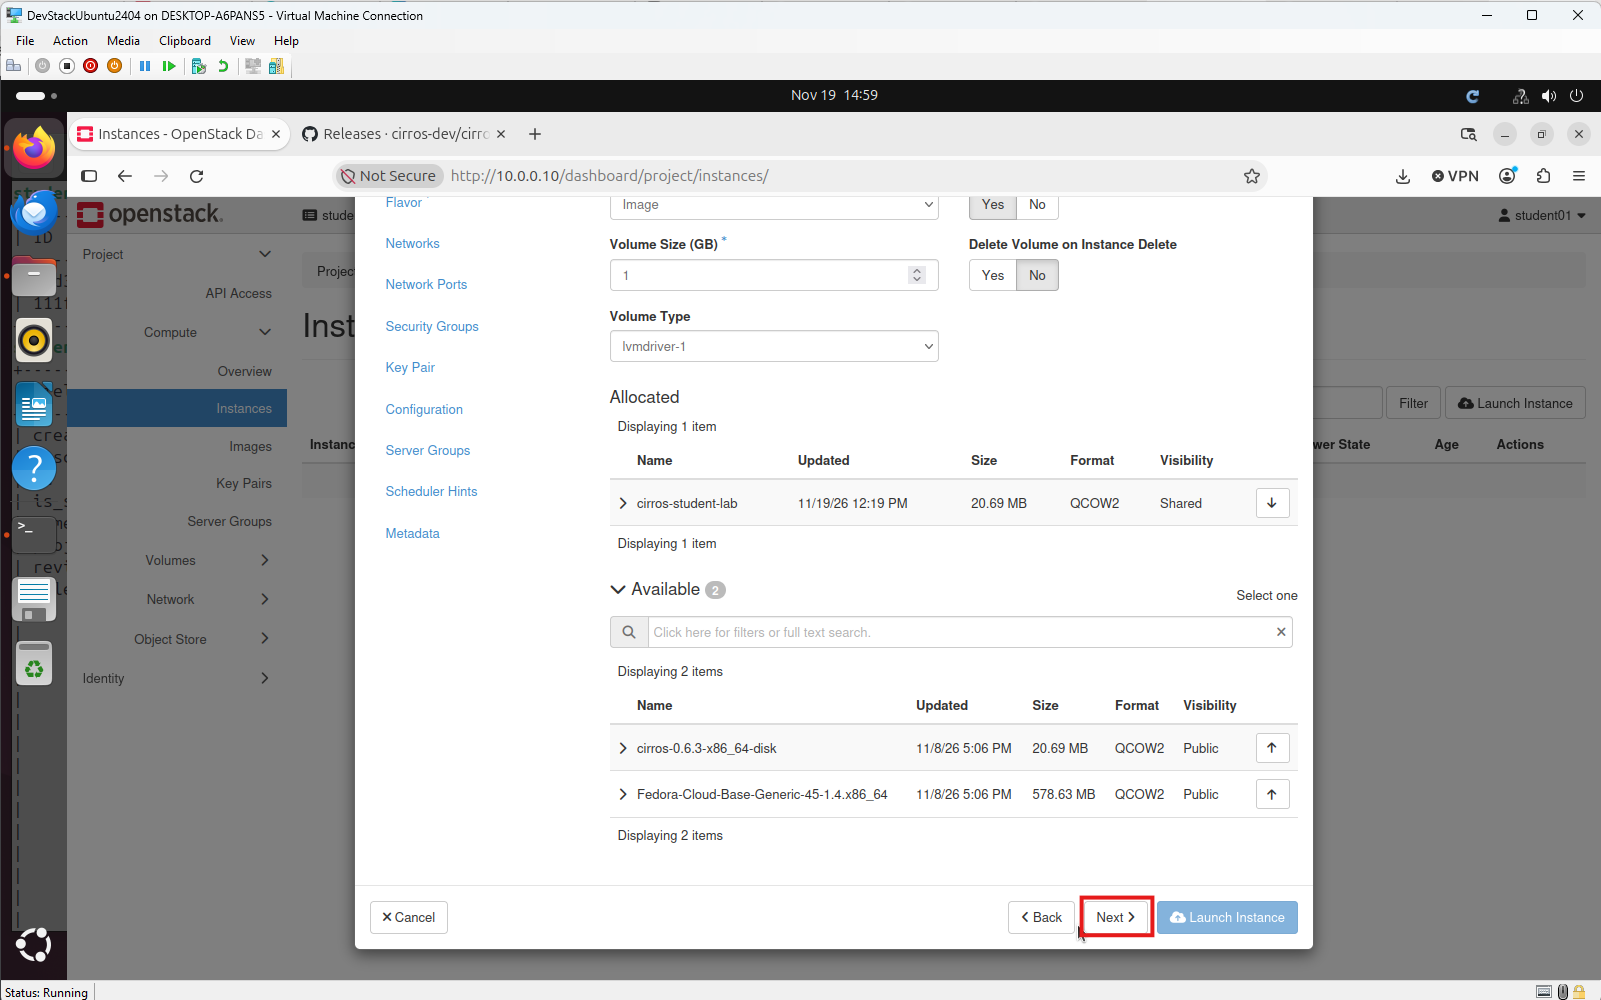 DevStackUbuntu2404 on DESKTOP-A6PANS5 - Virtual Machine Connection
File Action Media Clipboard View Help
Nov 19 14:59
Instances - OpenStack Da
Releases · cirros-dev/cirro
Not Secure http://10.0.0.10/dashboard/project/instances/
VPN
openstack.
stude
student01
ID
Project
API Access
Compute
Overview
Instances
Images
Key Pairs
Server Groups
Volumes
Network
Object Store
Identity
Projec
Inst
Filter
Launch Instance
Instanc
wer State Age Actions
crea
is_s
revi
Flavor
Networks
Network Ports
Security Groups
Key Pair
Configuration
Server Groups
Scheduler Hints
Metadata
Image
Yes No
Volume Size (GB) *
Delete Volume on Instance Delete
1
Yes No
Volume Type
lvmdriver-1
Allocated
Displaying 1 item
Name Updated Size Format Visibility
cirros-student-lab 11/19/26 12:19 PM 20.69 MB QCOW2 Shared
Displaying 1 item
Available 2
Select one
Click here for filters or full text search.
Displaying 2 items
Name Updated Size Format Visibility
cirros-0.6.3-x86_64-disk 11/8/26 5:06 PM 20.69 MB QCOW2 Public
Fedora-Cloud-Base-Generic-45-1.4.x86_64 11/8/26 5:06 PM 578.63 MB QCOW2 Public
Displaying 2 items
Cancel
Back
Next
Launch Instance
Status: Running